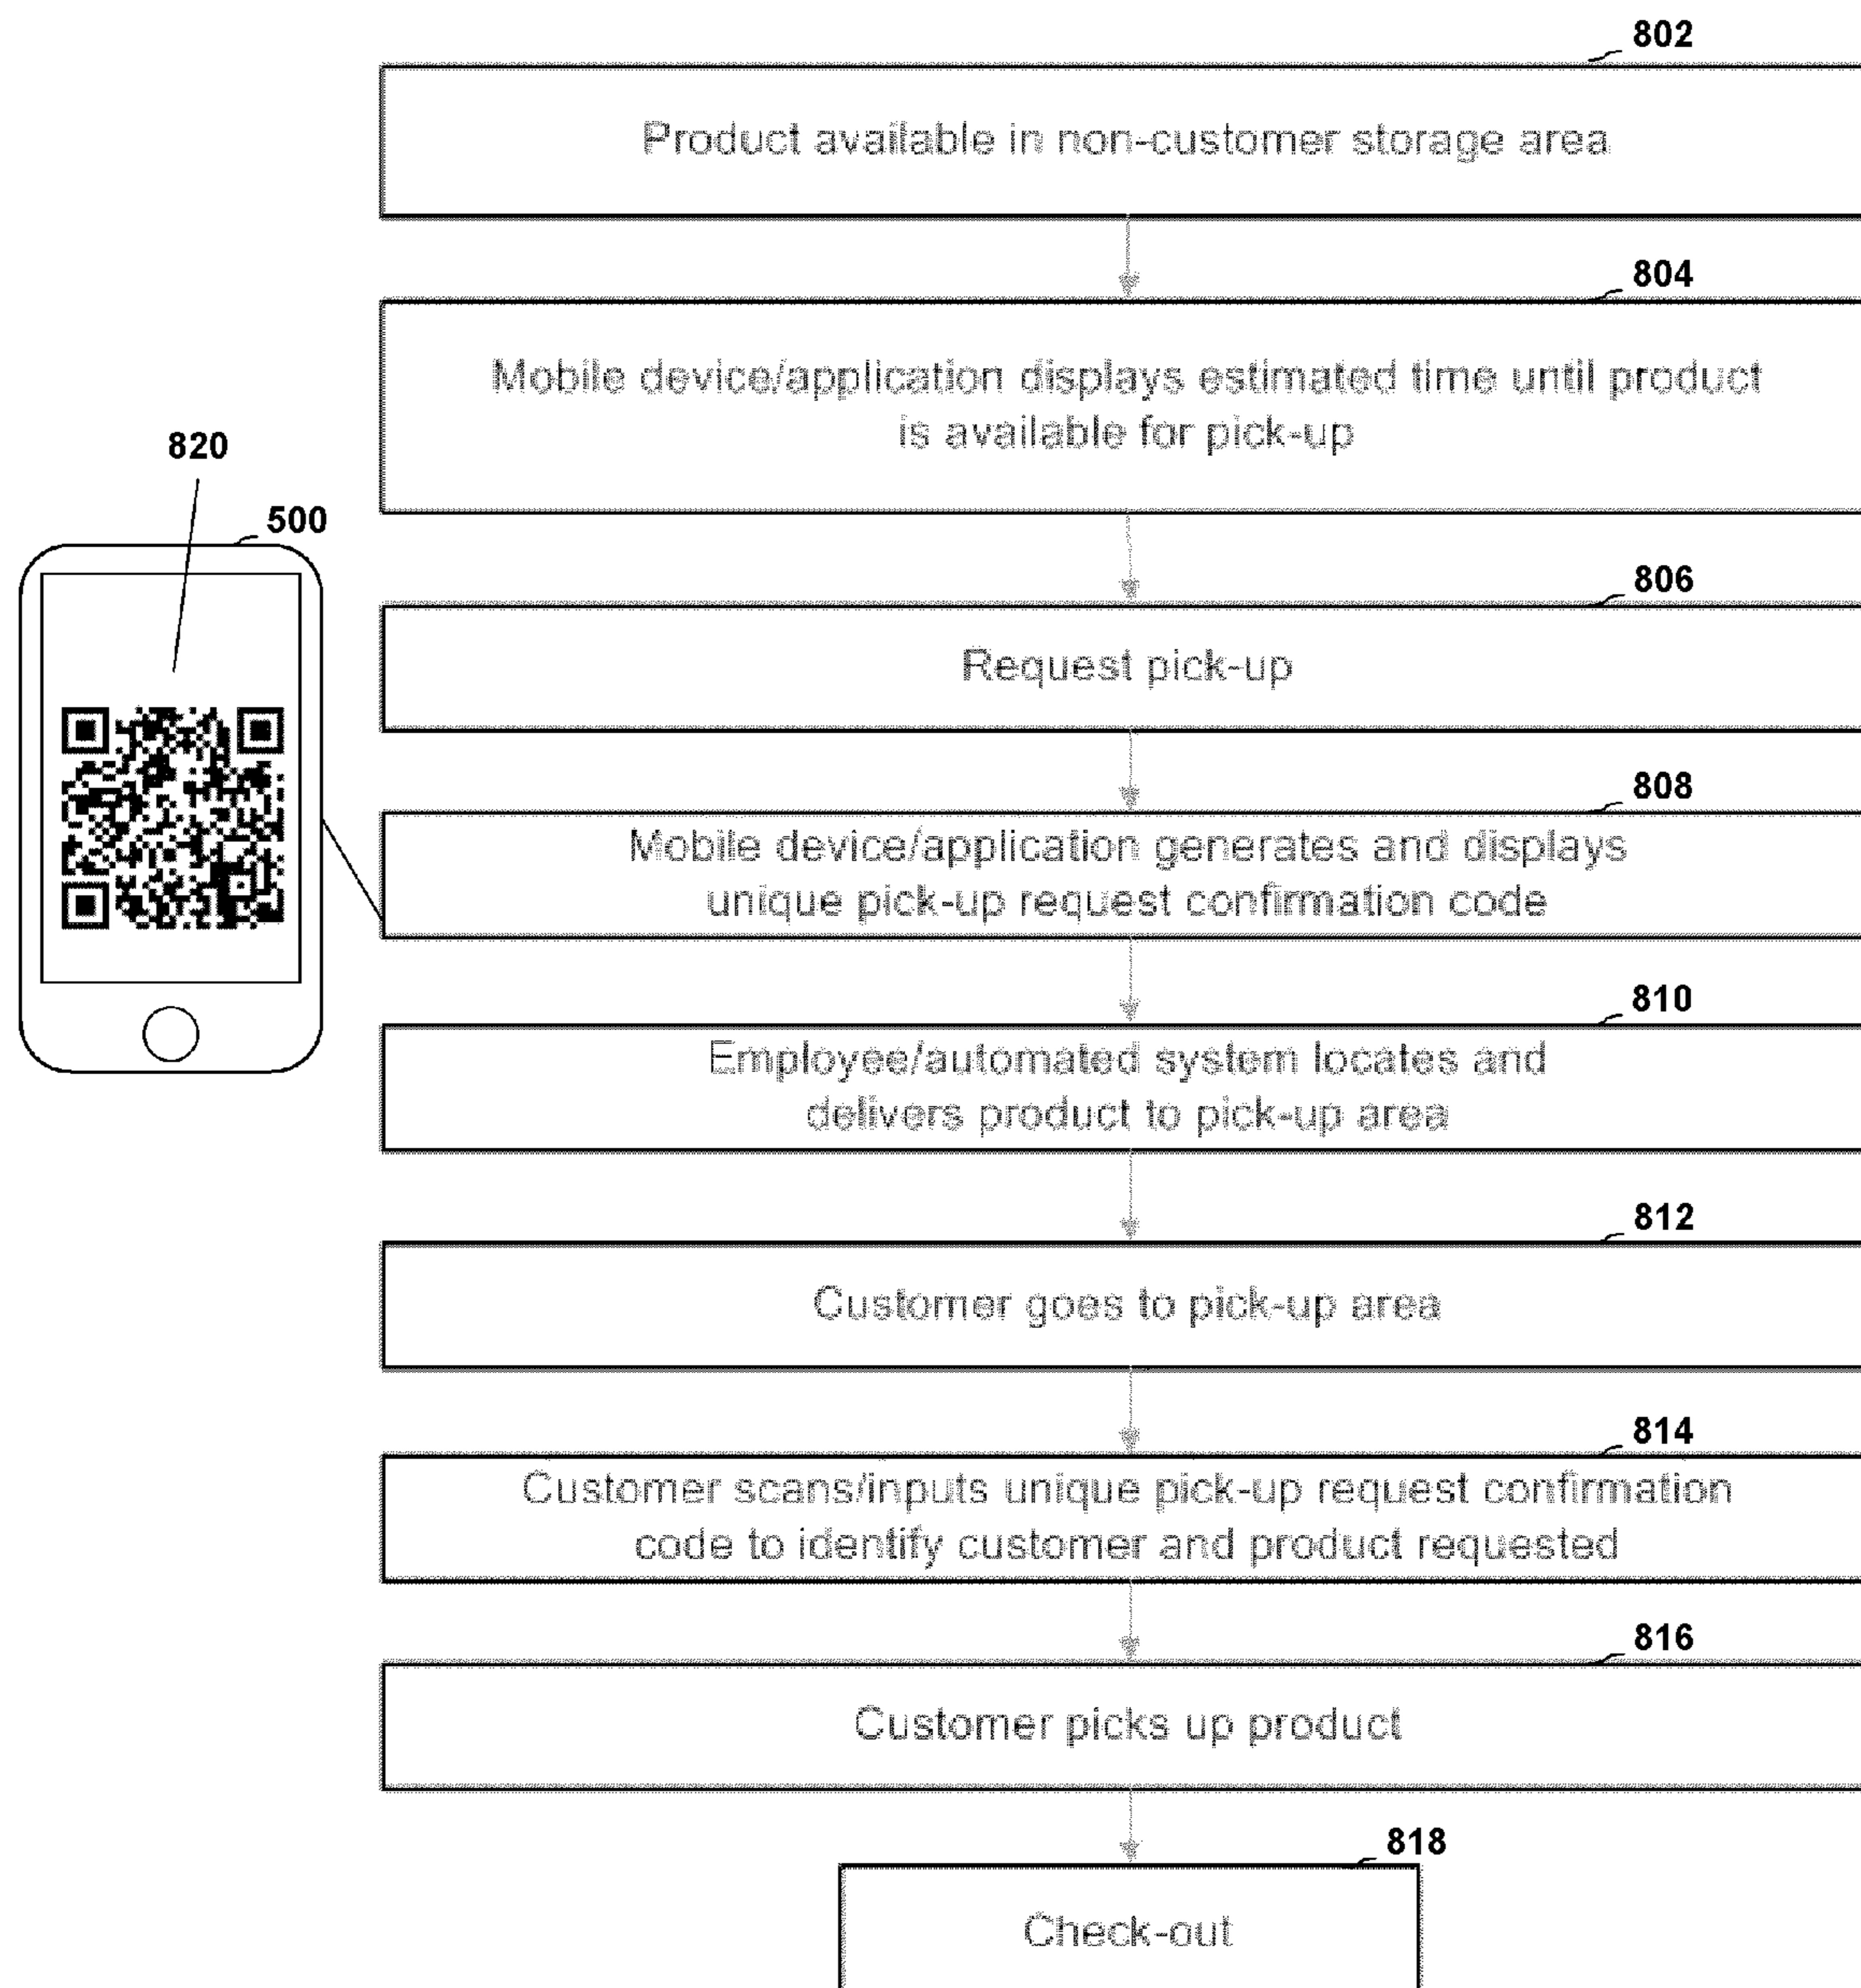 802
Product available in non-customer storage area
804
Mobile device/application displays estimated time until product
is available for pick-up
820
500
806
Request pick-up
808
Mobile device/application generates and displays
unique pick-up request confirmation code
810
Employee/automated system locates and
delivers product to pick-up area
812
Customer goes to pick-up area
814
Customer scans/inputs unique pick-up request confirmation
code to identify customer and product requested
816
Customer picks up product
818
Check-out